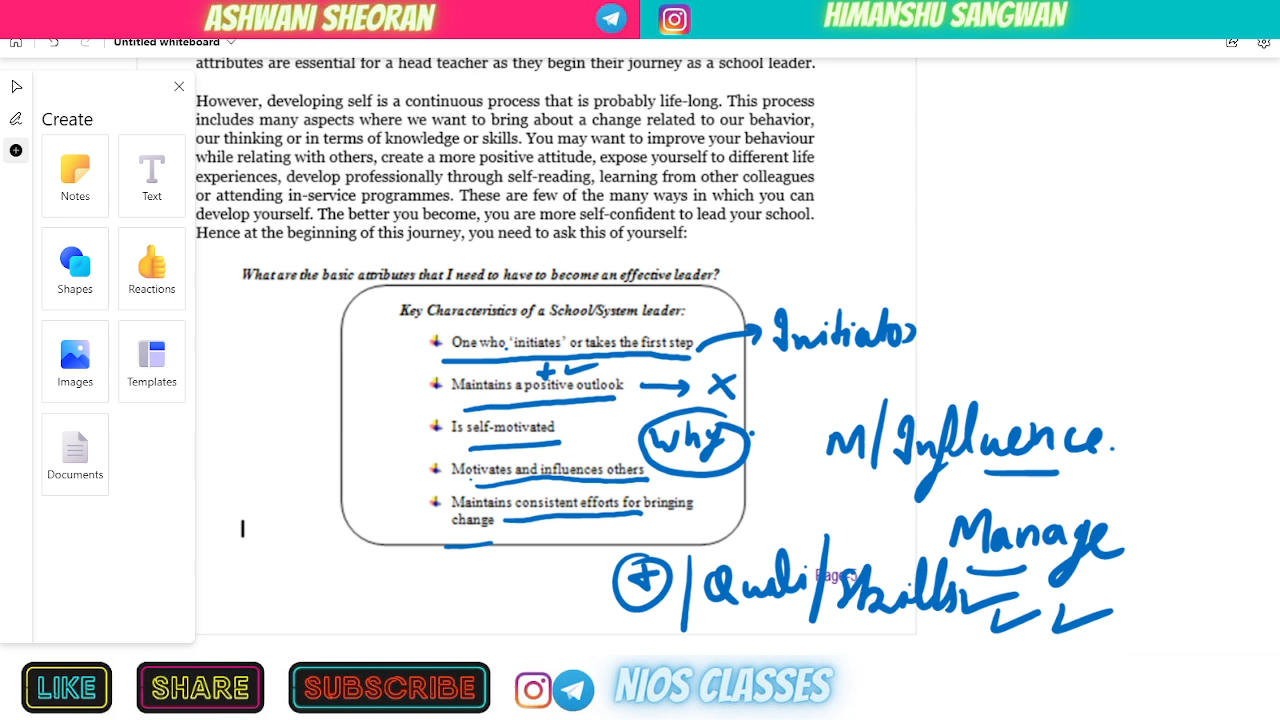 ASHWANI SHEORAN
HIMANSHU SANGWAN
Untitled whiteboard
attributes are essential for a head teacher as they begin their journey as a school leader.
Create
Notes
Text
Shapes
Reactions
Images
Templates
Documents
However, developing self is a continuous process that is probably life-long. This process
includes many aspects where we want to bring about a change related to our behavior,
our thinking or in terms of knowledge or skills. You may want to improve your behaviour
while relating with others, create a more positive attitude, expose yourself to different life
experiences, develop professionally through self-reading, learning from other colleagues
or attending in-service programmes. These are few of the many ways in which you can
develop yourself. The better you become, you are more self-confident to lead your school.
Hence at the beginning of this journey, you need to ask this of yourself:
What are the basic attributes that I need to have to become an effective leader?
Key Characteristics of a School/System leader:
One who 'initiates' or takes the first step
Initiator
Maintains a positive outlook
Is self-motivated
Why
M/Influence.
Motivates and influences others
Maintains consistent efforts for bringing
change
Manage
+/Quali/Skills
Page-5
LIKE
SHARE
SUBSCRIBE
NIOS CLASSES